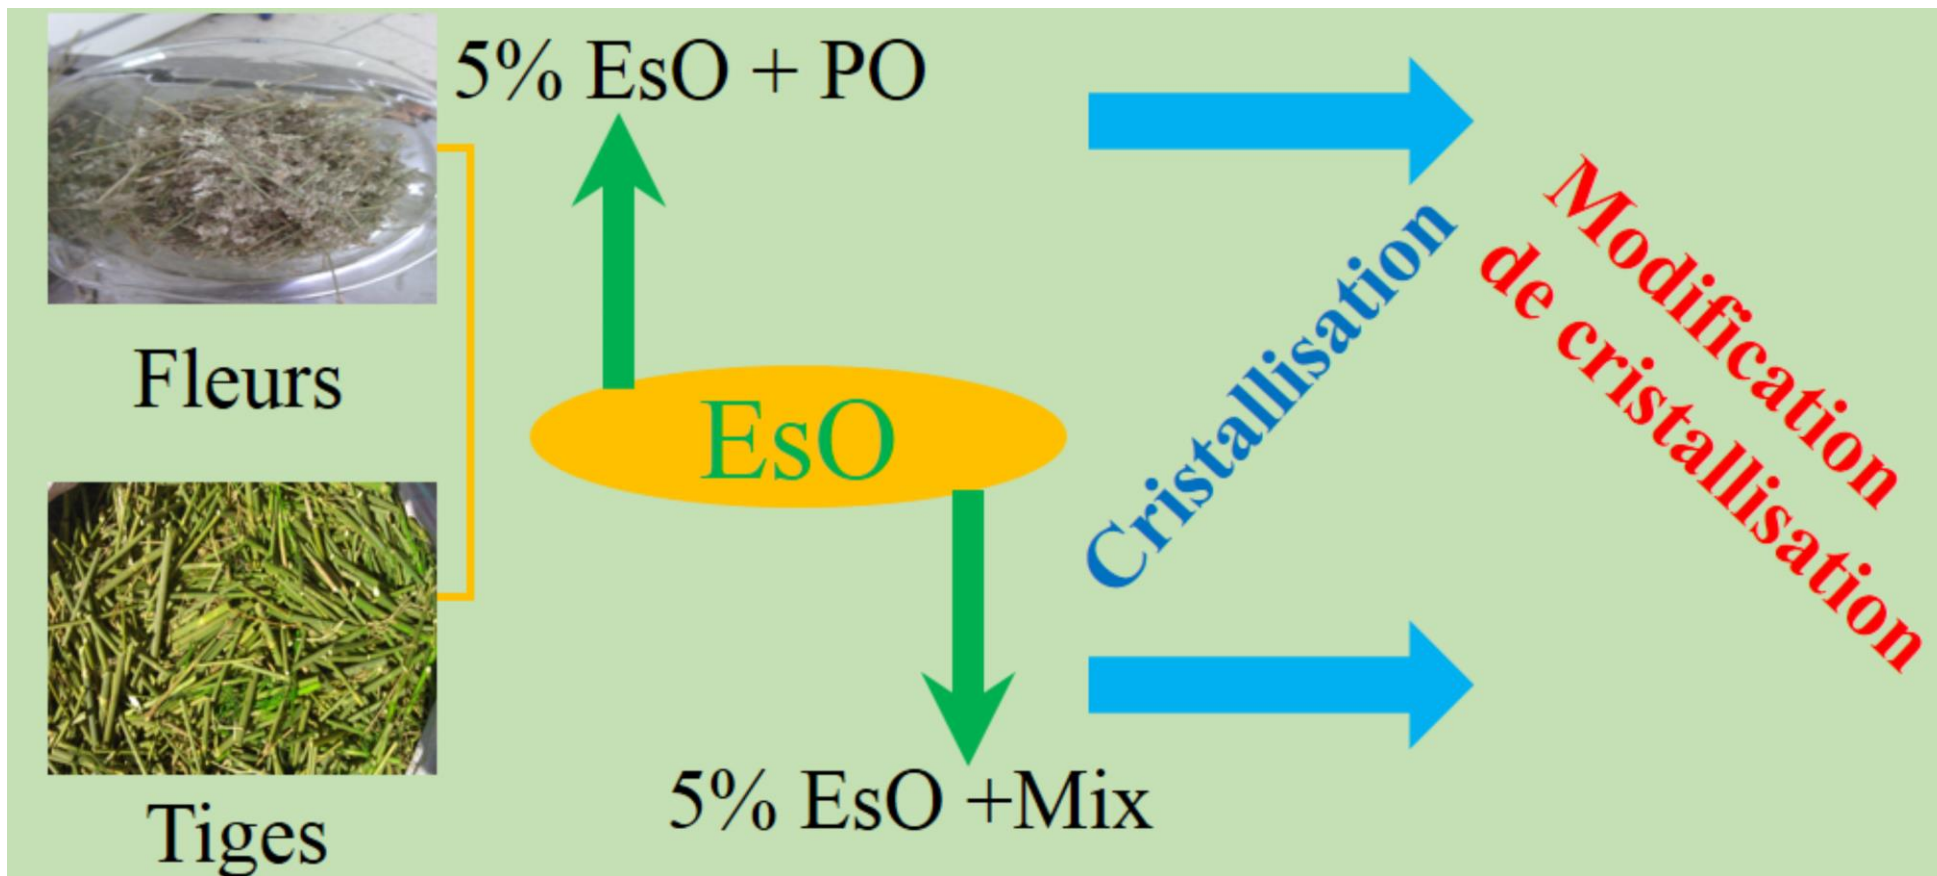 5% EsO + PO
Fleurs
EsO
Tiges
5% EsO +Mix
Cristallisation
Modification
de cristallisation